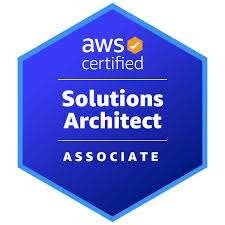 aws
certified
Solutions
Architect
ASSOCIATE